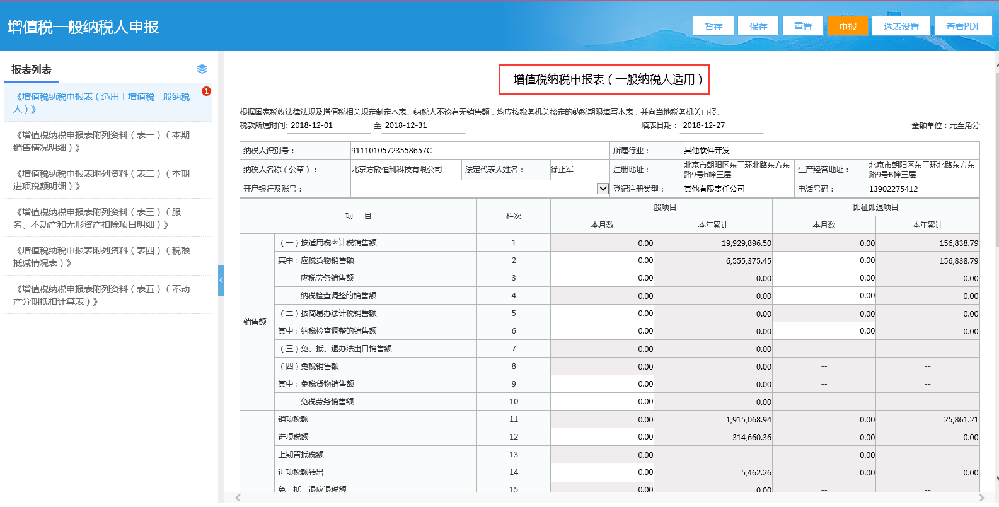 增值税一般纳税人申报
暂存 保存 重置 申报 选表设置 查看PDF
报表列表
《增值税纳税申报表（适用于增值税一般纳税
人）》
1
《增值税纳税申报表附列资料（表一）（本期
销售情况明细）》
《增值税纳税申报表附列资料（表二）（本期
进项税额明细）》
《增值税纳税申报表附列资料（表三）（服
务、不动产和无形资产扣除项目明细）》
《增值税纳税申报表附列资料（表四）（税额
抵减情况表）》
《增值税纳税申报表附列资料（表五）（不动
产分期抵扣计算表）》
增值税纳税申报表（一般纳税人适用）
根据国家税收法律法规及增值税相关规定制定本表。纳税人不论有无销售额，均应按税务机关核定的纳税期限填写本表，并向当地税务机关申报。
税款所属时间: 2018-12-01 至 2018-12-31 填表日期： 2018-12-27 金额单位：元至角分
纳税人识别号： 91110105723558657C 所属行业： 其他软件开发
纳税人名称（公章）： 北京方欣恒利科技有限公司 法定代表人姓名： 徐正军 注册地址： 北京市朝阳区东三环北路东方东
路9号b幢三层 生产经营地址： 北京市朝阳区东三环北路东方东
路9号B幢三层
开户银行及账号： 登记注册类型： 其他有限责任公司 电话号码： 13902275412
项 目 栏次 一般项目 即征即退项目
本月数 本年累计 本月数 本年累计
销售额
（一）按适用税率计税销售额 1 0.00 19,929,896.50 0.00 156,838.79
其中：应税货物销售额 2 0.00 6,555,375.45 0.00 156,838.79
应税劳务销售额 3 0.00 0.00 0.00 0.00
纳税检查调整的销售额 4 0.00 0.00 0.00 0.00
（二）按简易办法计税销售额 5 0.00 0.00 0.00 0.00
其中：纳税检查调整的销售额 6 0.00 0.00 0.00 0.00
（三）免、抵、退办法出口销售额 7 0.00 0.00 -- --
（四）免税销售额 8 0.00 0.00 -- --
其中：免税货物销售额 9 0.00 0.00 -- --
免税劳务销售额 10 0.00 0.00 -- --
销项税额 11 0.00 1,915,068.94 0.00 25,861.21
进项税额 12 0.00 314,660.36 0.00 0.00
上期留抵税额 13 0.00 -- 0.00 --
进项税额转出 14 0.00 5,462.26 0.00 0.00
免、抵、退应退税额 15 0.00 0.00 -- --